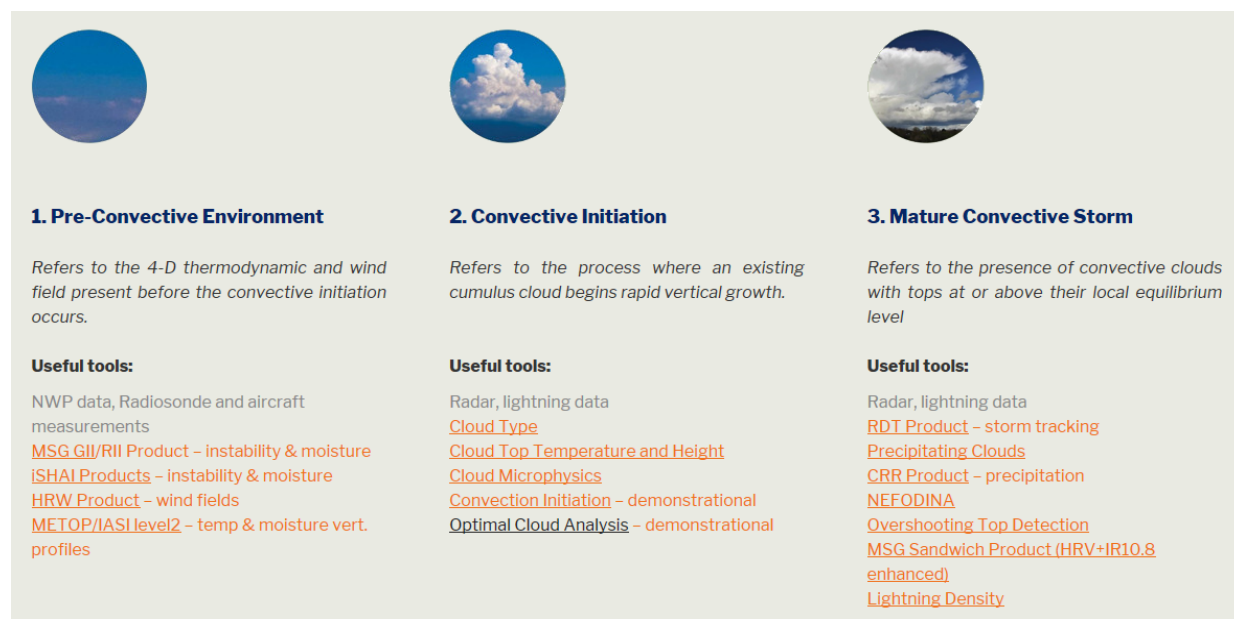 1. Pre-Convective Environment
Refers to the 4-D thermodynamic and wind
field present before the convective initiation
occurs.
Useful tools:
NWP data, Radiosonde and aircraft
measurements
MSG GII/RII Product – instability & moisture
iSHAI Products – instability & moisture
HRW Product – wind fields
METOP/IASI level2 – temp & moisture vert.
profiles
2. Convective Initiation
Refers to the process where an existing
cumulus cloud begins rapid vertical growth.
Useful tools:
Radar, lightning data
Cloud Type
Cloud Top Temperature and Height
Cloud Microphysics
Convection Initiation – demonstrational
Optimal Cloud Analysis – demonstrational
3. Mature Convective Storm
Refers to the presence of convective clouds
with tops at or above their local equilibrium
level
Useful tools:
Radar, lightning data
RDT Product – storm tracking
Precipitating Clouds
CRR Product – precipitation
NEFODINA
Overshooting Top Detection
MSG Sandwich Product (HRV+IR10.8
enhanced)
Lightning Density